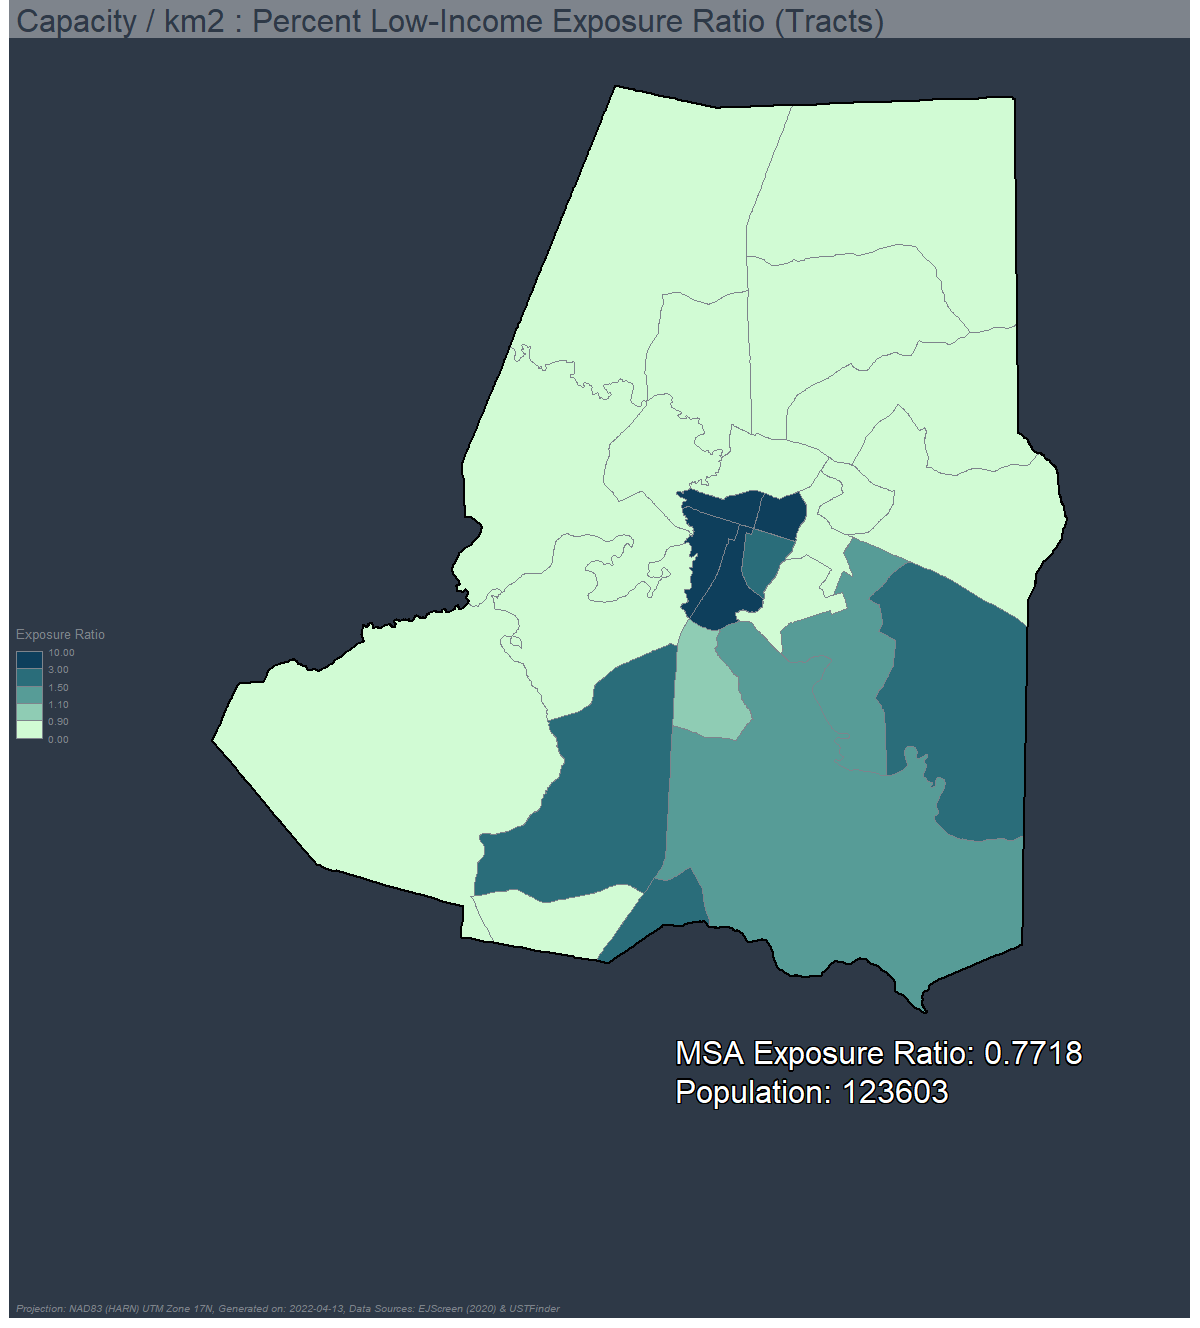 Capacity / km2 : Percent Low-Income Exposure Ratio (Tracts)
Exposure Ratio
10.00
3.00
1.50
1.10
0.90
0.00
MSA Exposure Ratio: 0.7718
Population: 123603
Projection: NAD83 (HARN) UTM Zone 17N, Generated on: 2022-04-13, Data Sources: EJScreen (2020) & USTFinder